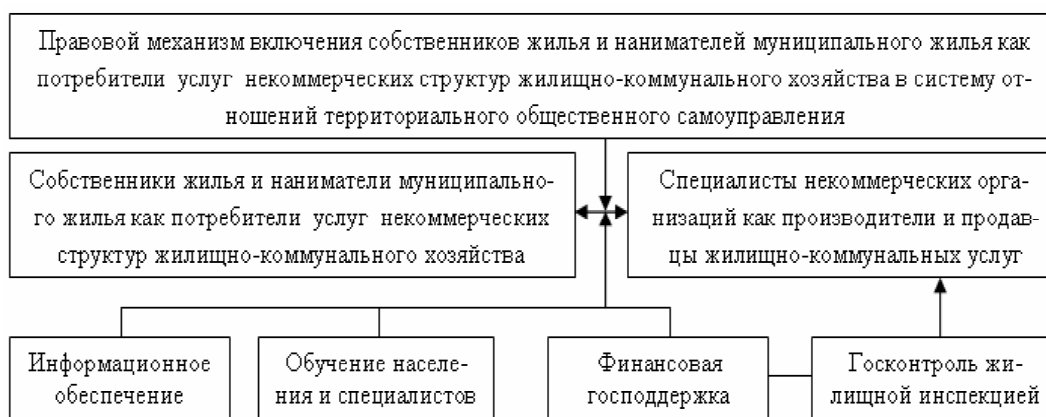 Правовой механизм включения собственников жилья и нанимателей муниципального жилья как
потребители услуг некоммерческих структур жилищно-коммунального хозяйства в систему от-
ношений территориального общественного самоуправления
Собственники жилья и наниматели муниципально-
го жилья как потребители услуг некоммерческих
структур жилищно-коммунального хозяйства
Специалисты некоммерческих орга-
низаций как производители и продав-
цы жилищно-коммунальных услуг
Информационное
обеспечение
Обучение населе-
ния и специалистов
Финансовая
господдержка
Госконтроль жи-
лищной инспекцией